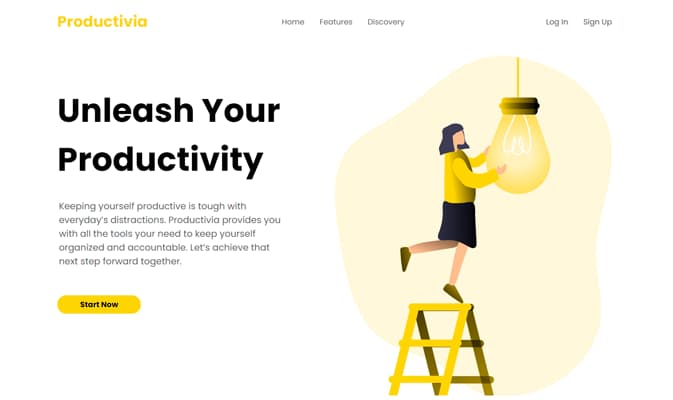 Productivia
Home Features Discovery
Log In Sign Up
Unleash Your
Productivity
Keeping yourself productive is tough with
everyday's distractions. Productivia provides you
with all the tools your need to keep yourself
organized and accountable. Let's achieve that
next step forward together.
Start Now